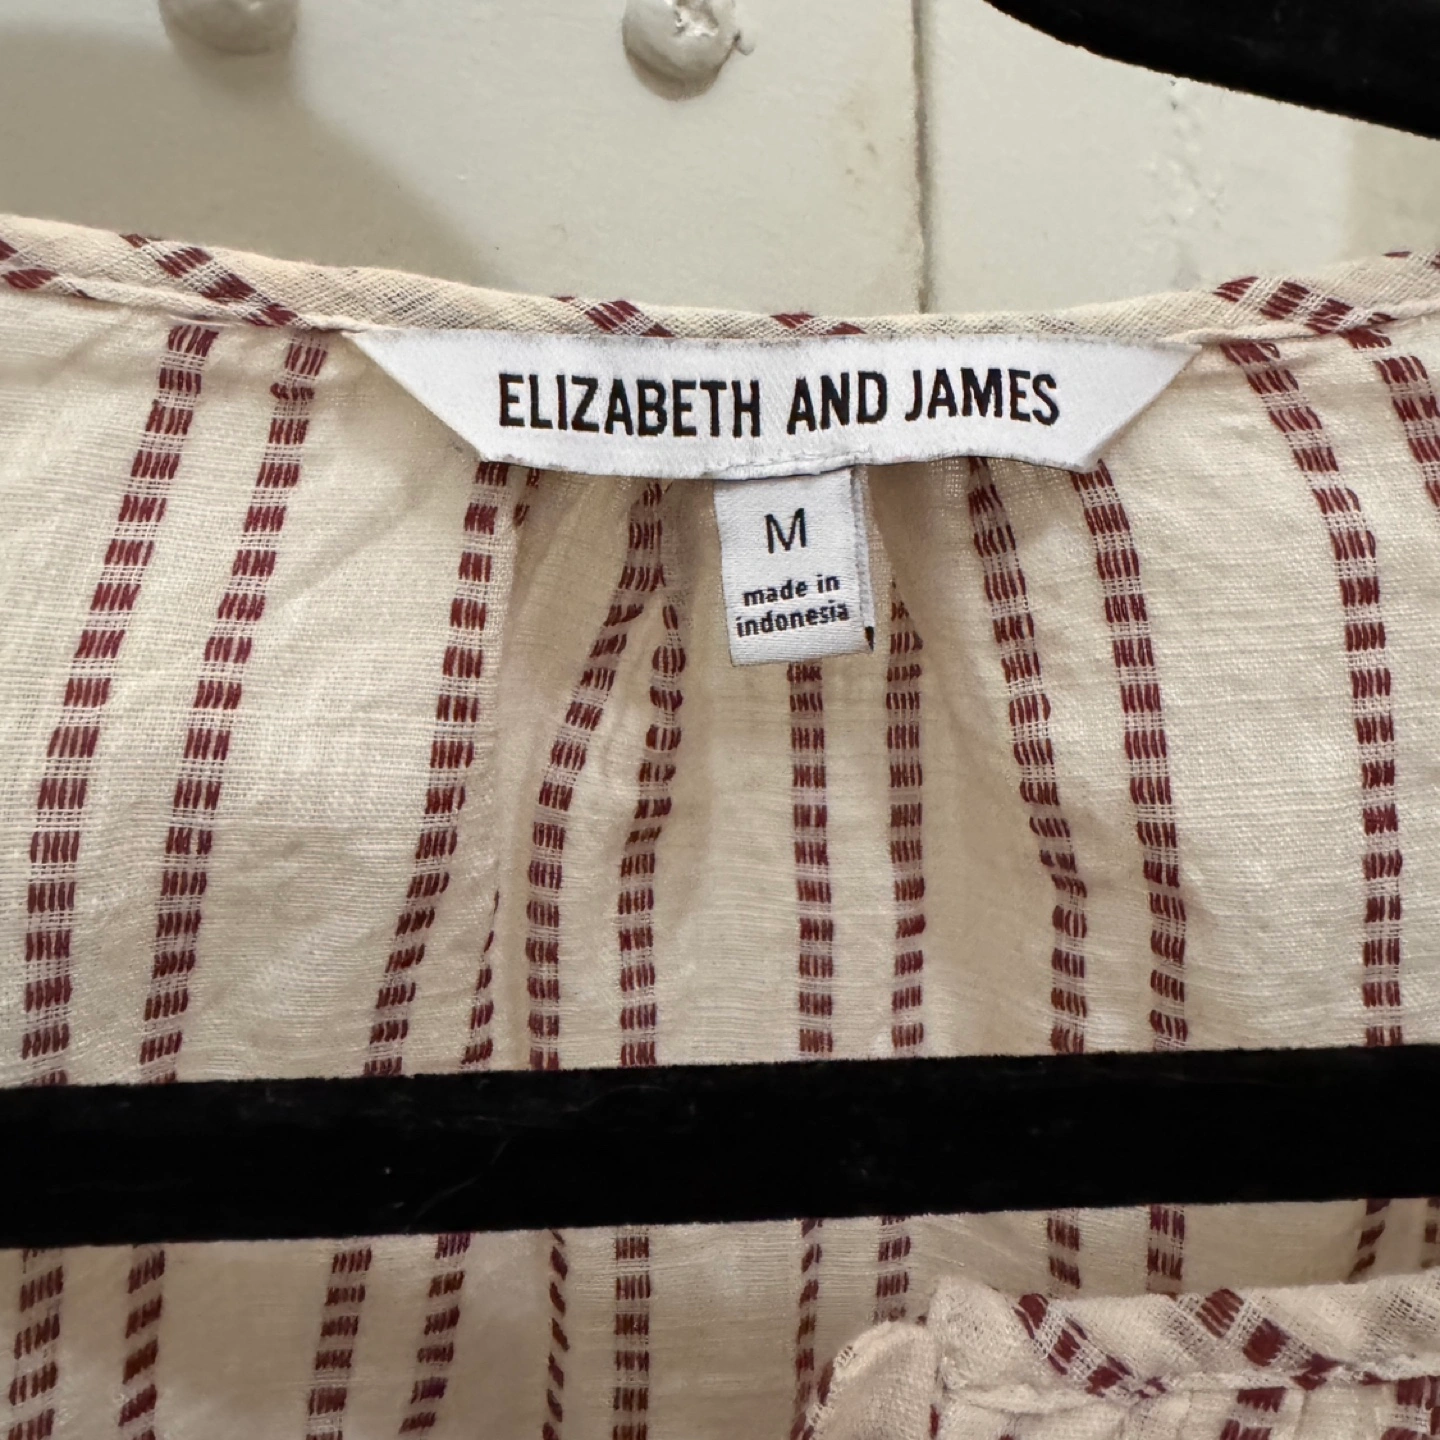 ELIZABETH AND JAMES
M
made in
indonesia